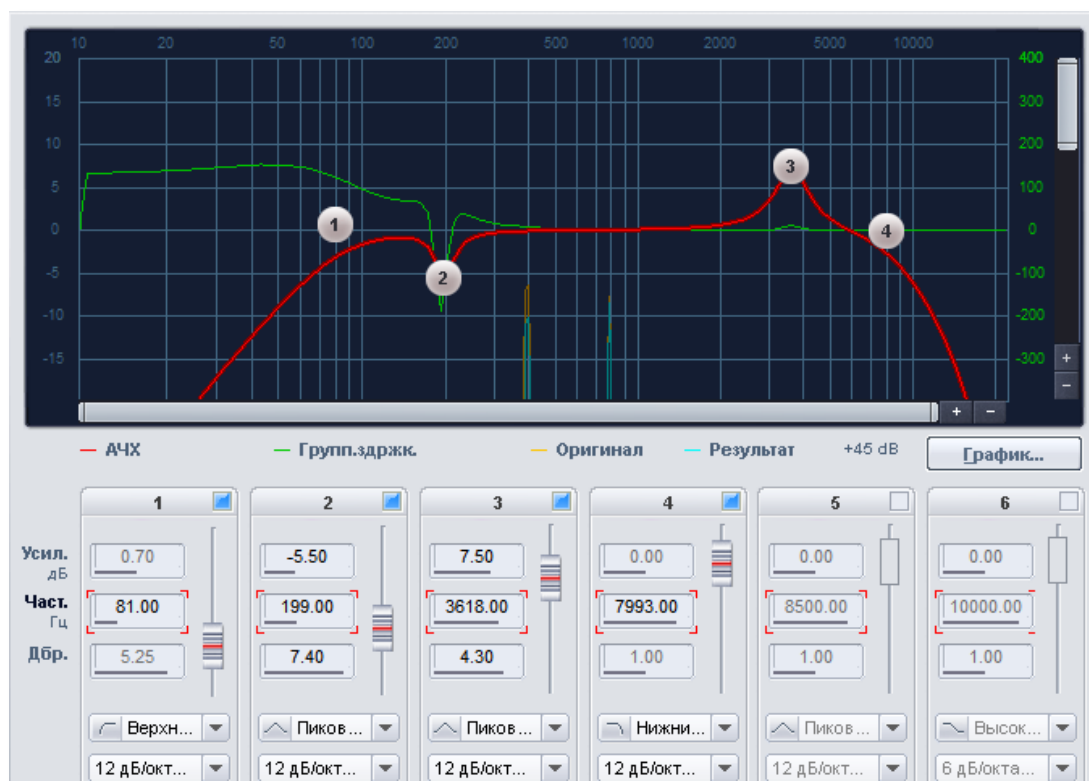 10 20 50 100 200 500 1000 2000 5000 10000
20 400
15 300
10 200
5 100
0 0
-5 -100
-10 -200
-15 -300
1
2
3
4
+ −
+ −
АЧХ Групп.здржк. Оригинал Результат +45 dB График...
1 2 3 4 5 6
Усил. 0.70 -5.50 7.50 0.00 0.00 0.00
дБ
Част. 81.00 199.00 3618.00 7993.00 8500.00 10000.00
Гц
Дбр. 5.25 7.40 4.30 1.00 1.00 1.00
Верхн... Пиков... Пиков... Нижни... Пиков... Высок...
12 дБ/окт... 12 дБ/окт... 12 дБ/окт... 12 дБ/окт... 12 дБ/окт... 6 дБ/окта...